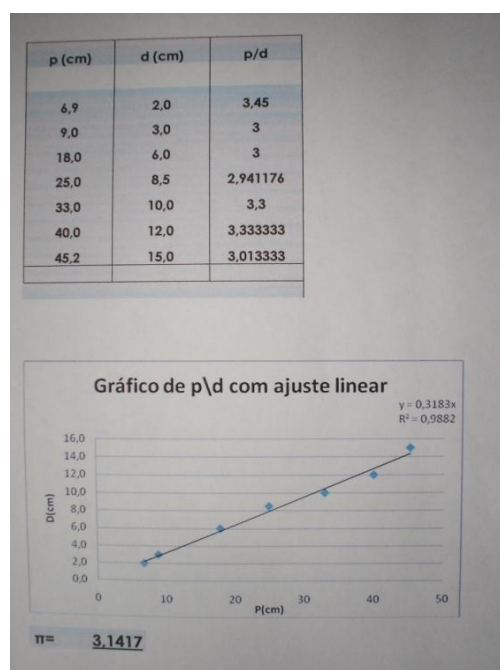 p (cm) d (cm) p/d
6,9 2,0 3,45
9,0 3,0 3
18,0 6,0 3
25,0 8,5 2,941176
33,0 10,0 3,3
40,0 12,0 3,333333
45,2 15,0 3,013333
Gráfico de p\d com ajuste linear
y = 0,3183x
R² = 0,9882
16,0
14,0
12,0
10,0
8,0
6,0
4,0
2,0
0,0
D(cm)
0 10 20 30 40 50
P(cm)
π= 3,1417